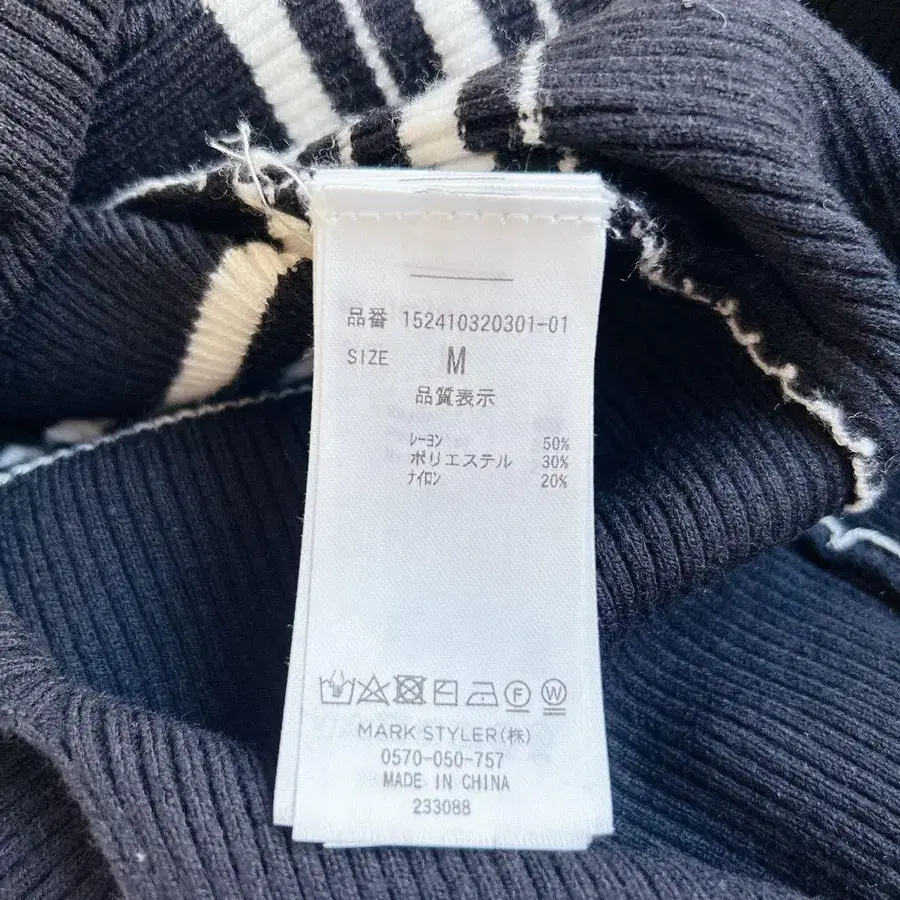 品番 152410320301-01
SIZE M
品質表示
レーヨン 50%
ポリエステル 30%
ナイロン 20%
F W
MARK STYLER(株)
0570-050-757
MADE IN CHINA
233088